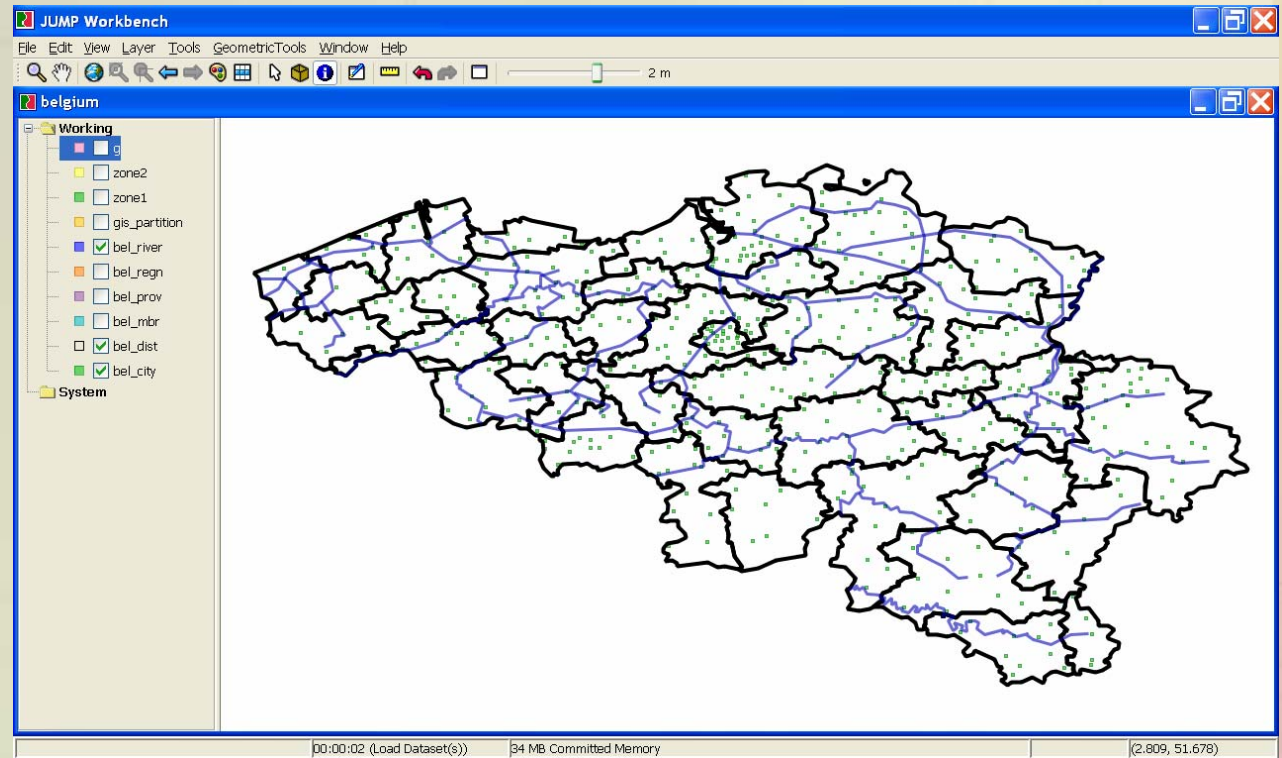 JUMP Workbench
File Edit View Layer Tools GeometricTools Window Help
2 m
belgium
Working
g
zone2
zone1
gis_partition
bel_river
bel_regn
bel_prov
bel_mbr
bel_dist
bel_city
System
00:00:02 (Load Dataset(s)) 34 MB Committed Memory (2.809, 51.678)